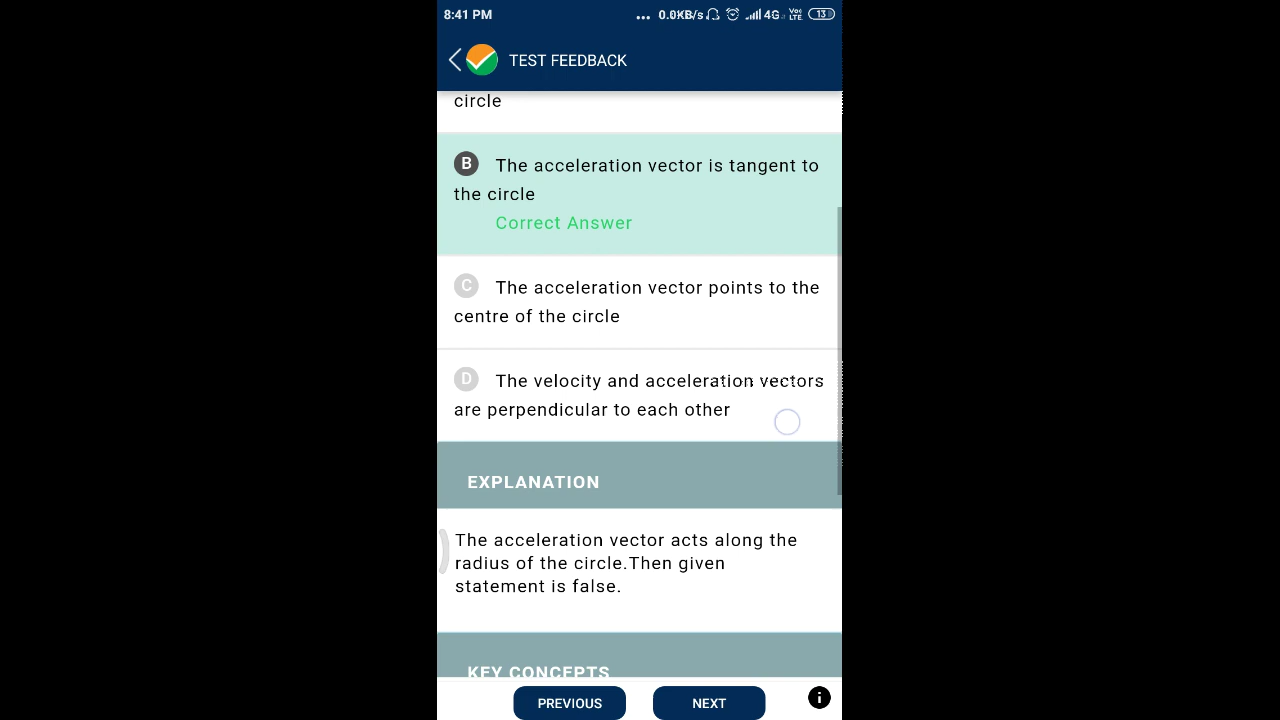 8:41 PM ... 0.0KB/s 4G Vo LTE 13
TEST FEEDBACK
circle
B The acceleration vector is tangent to
the circle
Correct Answer
C The acceleration vector points to the
centre of the circle
D The velocity and acceleration vectors
are perpendicular to each other
EXPLANATION
The acceleration vector acts along the
radius of the circle.Then given
statement is false.
KEY CONCEPTS
PREVIOUS NEXT i